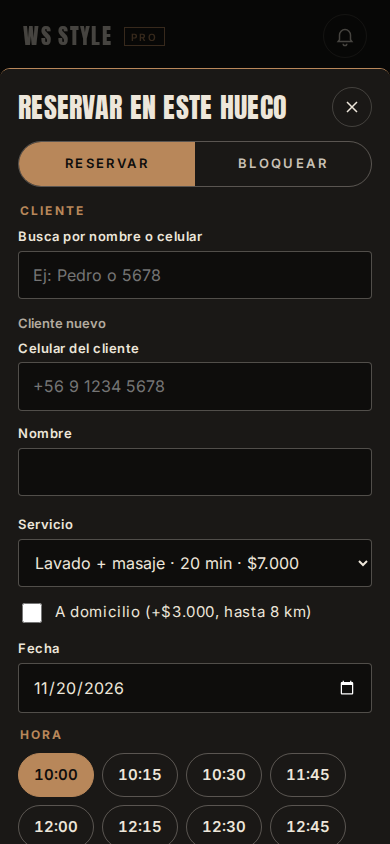 WS STYLE PRO
RESERVAR EN ESTE HUECO
RESERVAR BLOQUEAR
CLIENTE
Busca por nombre o celular
Ej: Pedro o 5678
Cliente nuevo
Celular del cliente
+56 9 1234 5678
Nombre
Servicio
Lavado + masaje · 20 min · $7.000
A domicilio (+$3.000, hasta 8 km)
Fecha
11/20/2026
HORA
10:00 10:15 10:30 11:45
12:00 12:15 12:30 12:45